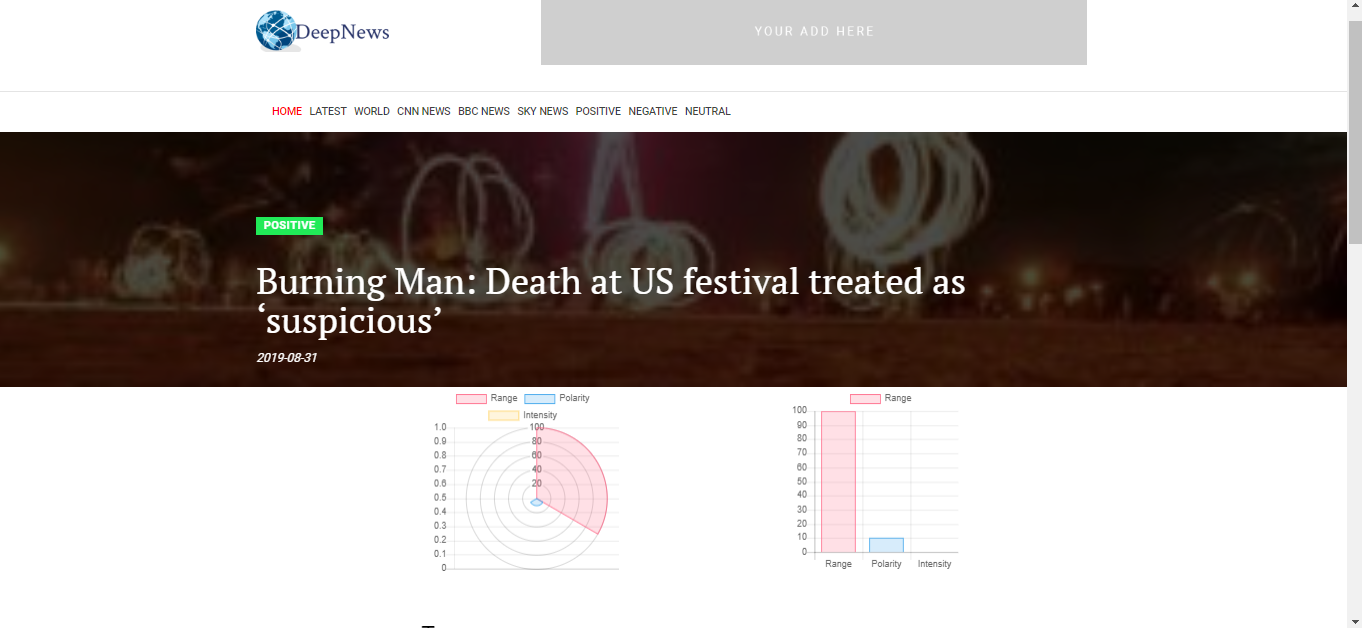 DeepNews
YOUR ADD HERE
HOME LATEST WORLD CNN NEWS BBC NEWS SKY NEWS POSITIVE NEGATIVE NEUTRAL
POSITIVE
Burning Man: Death at US festival treated as
‘suspicious’
2019-08-31
Range Polarity
Intensity
1.0
0.9
0.8
0.7
0.6
0.5
0.4
0.3
0.2
0.1
0
100
80
60
40
20
Range
100
90
80
70
60
50
40
30
20
10
0
Range Polarity Intensity